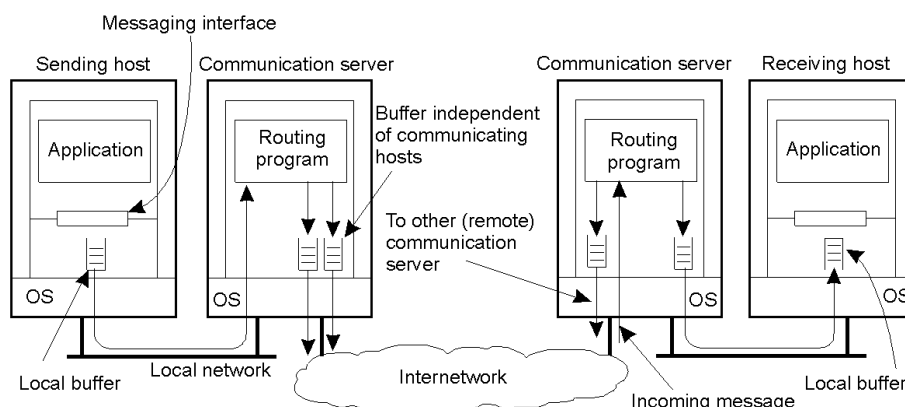 Messaging interface
Sending host
Communication server
Communication server
Receiving host
Buffer independent
of communicating
hosts
Application
Routing
program
Routing
program
Application
To other (remote)
communication
server
OS
OS
OS
OS
Local buffer
Local network
Internetwork
Incoming message
Local buffer